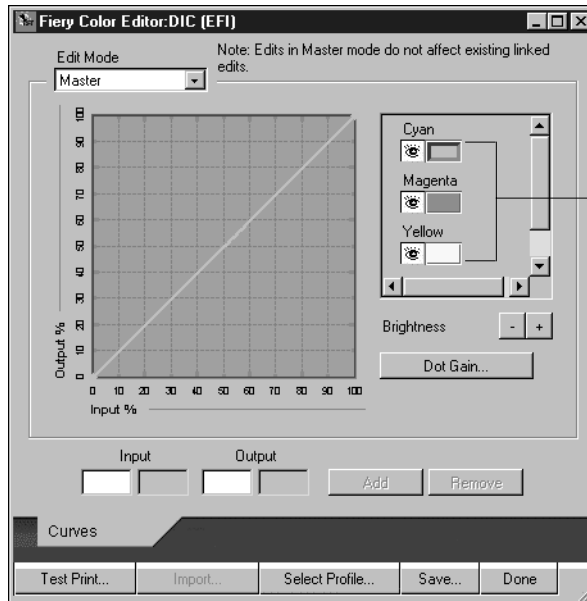 Fiery Color Editor:DIC (EFI)
Edit Mode
Note: Edits in Master mode do not affect existing linked
edits.
Master
100
90
80
70
60
50
40
30
20
10
0
Output %
0 10 20 30 40 50 60 70 80 90 100
Input %
Cyan
Magenta
Yellow
Brightness
- +
Dot Gain...
Input Output
Add Remove
Curves
Test Print... Import... Select Profile... Save... Done